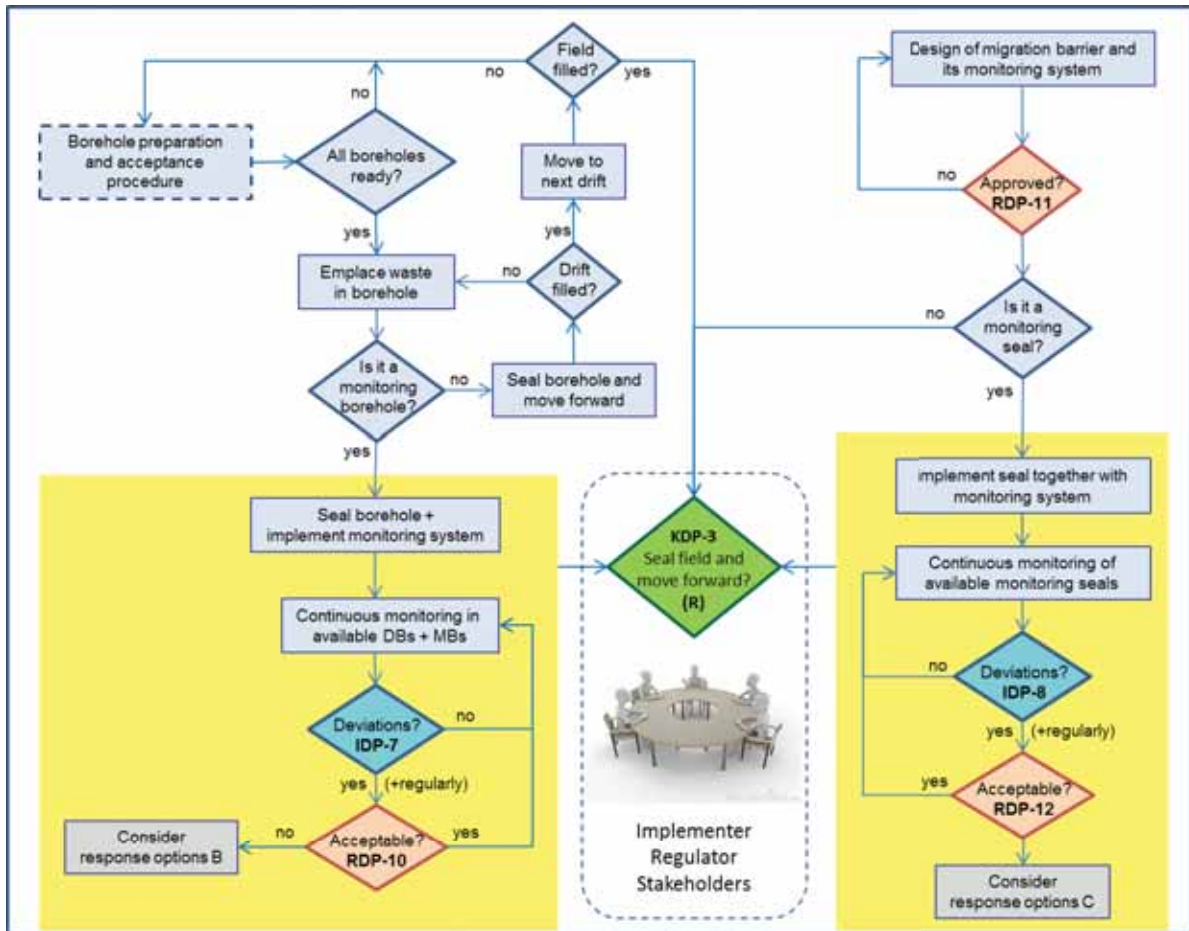 Field
filled?
no
yes
no
Borehole preparation
and acceptance
procedure
All boreholes
ready?
Move to
next drift
yes
yes
Emplace waste
in borehole
no
Drift
filled?
Is it a
monitoring
borehole?
no
Seal borehole and
move forward
yes
Seal borehole +
implement monitoring system
Continuous monitoring in
available DBs + MBs
Deviations?
IDP-7
no
yes
(+regularly)
Acceptable?
RDP-10
no
yes
Consider
response options B
KDP-3
Seal field and
move forward?
(R)
Implementer
Regulator
Stakeholders
Design of migration barrier and
its monitoring system
Approved?
RDP-11
no
Is it a
monitoring
seal?
no
yes
implement seal together with
monitoring system
Continuous monitoring of
available monitoring seals
Deviations?
IDP-8
no
yes
(+regularly)
Acceptable?
RDP-12
yes
Consider
response options C